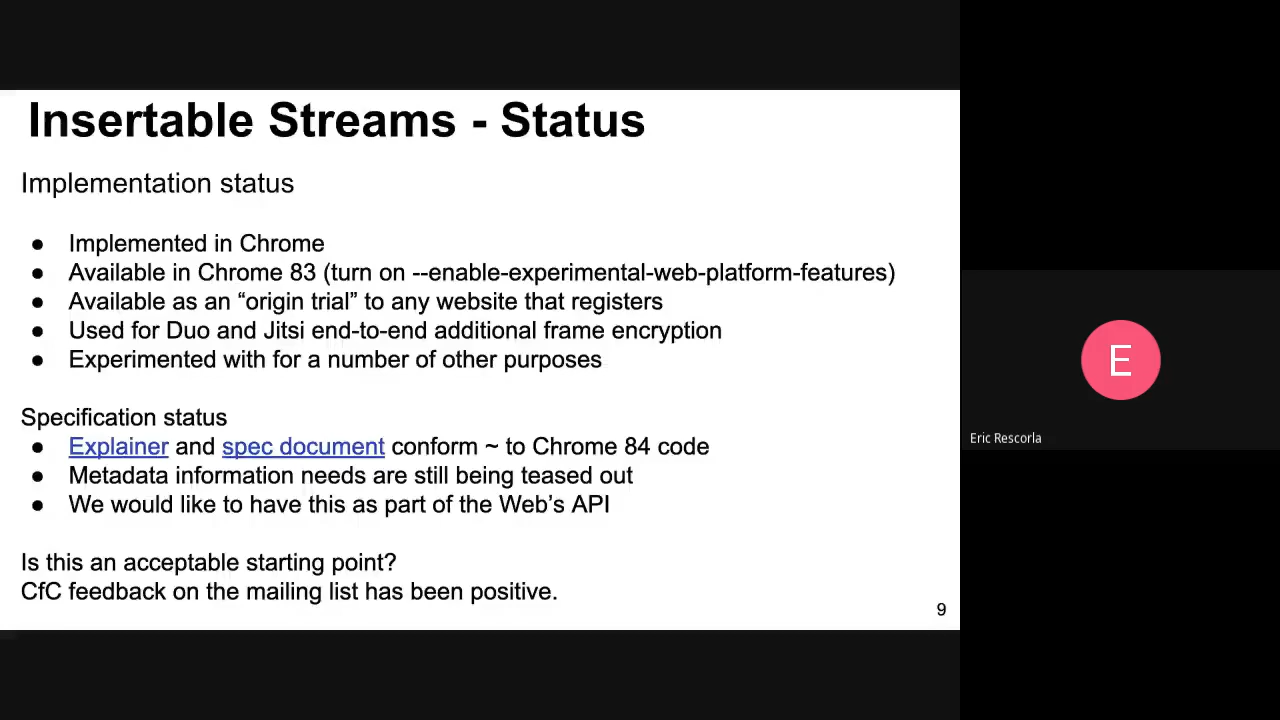 Insertable Streams - Status
Implementation status
● Implemented in Chrome
● Available in Chrome 83 (turn on --enable-experimental-web-platform-features)
● Available as an “origin trial” to any website that registers
● Used for Duo and Jitsi end-to-end additional frame encryption
● Experimented with for a number of other purposes
Specification status
● Explainer and spec document conform ~ to Chrome 84 code
● Metadata information needs are still being teased out
● We would like to have this as part of the Web’s API
Is this an acceptable starting point?
CfC feedback on the mailing list has been positive.
9
E
Eric Rescorla